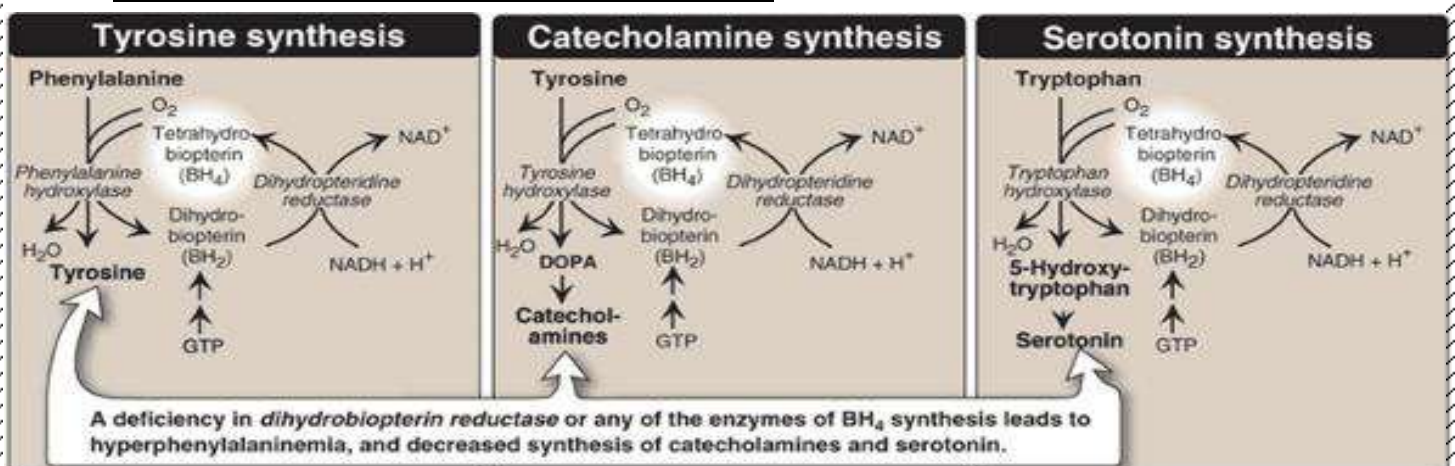 Tyrosine synthesis
Phenylalanine
O2
Tetrahydro
biopterin
(BH4)
NAD+
Phenylalanine
hydroxylase
Dihydropteridine
reductase
Dihydro-
biopterin
(BH2)
H2O
Tyrosine
NADH + H+
GTP
Catecholamine synthesis
Tyrosine
O2
Tetrahydro
biopterin
(BH4)
NAD+
Tyrosine
hydroxylase
Dihydropteridine
reductase
Dihydro-
biopterin
(BH2)
H2O
DOPA
NADH + H+
Catechol-
amines
GTP
Serotonin synthesis
Tryptophan
O2
Tetrahydro
biopterin
(BH4)
NAD+
Tryptophan
hydroxylase
Dihydropteridine
reductase
Dihydro-
biopterin
(BH2)
H2O
5-Hydroxy-
tryptophan
NADH + H+
Serotonin
GTP
A deficiency in dihydrobiopterin reductase or any of the enzymes of BH4 synthesis leads to
hyperphenylalaninemia, and decreased synthesis of catecholamines and serotonin.